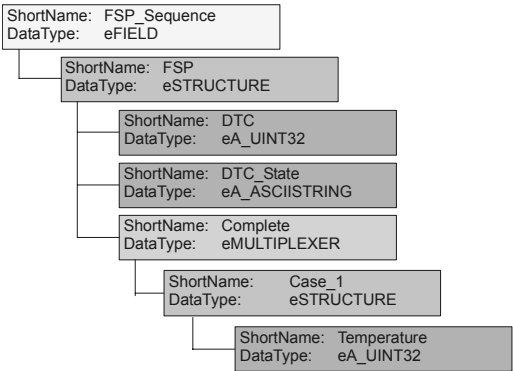 ShortName: FSP_Sequence
DataType: eFIELD
ShortName: FSP
DataType: eSTRUCTURE
ShortName: DTC
DataType: eA_UINT32
ShortName: DTC_State
DataType: eA_ASCIISTRING
ShortName: Complete
DataType: eMULTIPLEXER
ShortName: Case_1
DataType: eSTRUCTURE
ShortName: Temperature
DataType: eA_UINT32